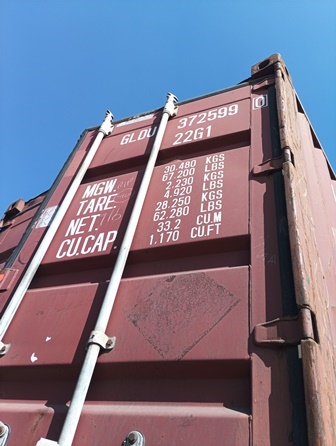 GLDU 372599 0
22G1
MGW. 30.480 KGS
67.200 LBS
TARE 2.230 KGS
4.920 LBS
NET. 28.250 KGS
62.280 LBS
CU.CAP. 33.2 CU.M
1.170 CU.FT